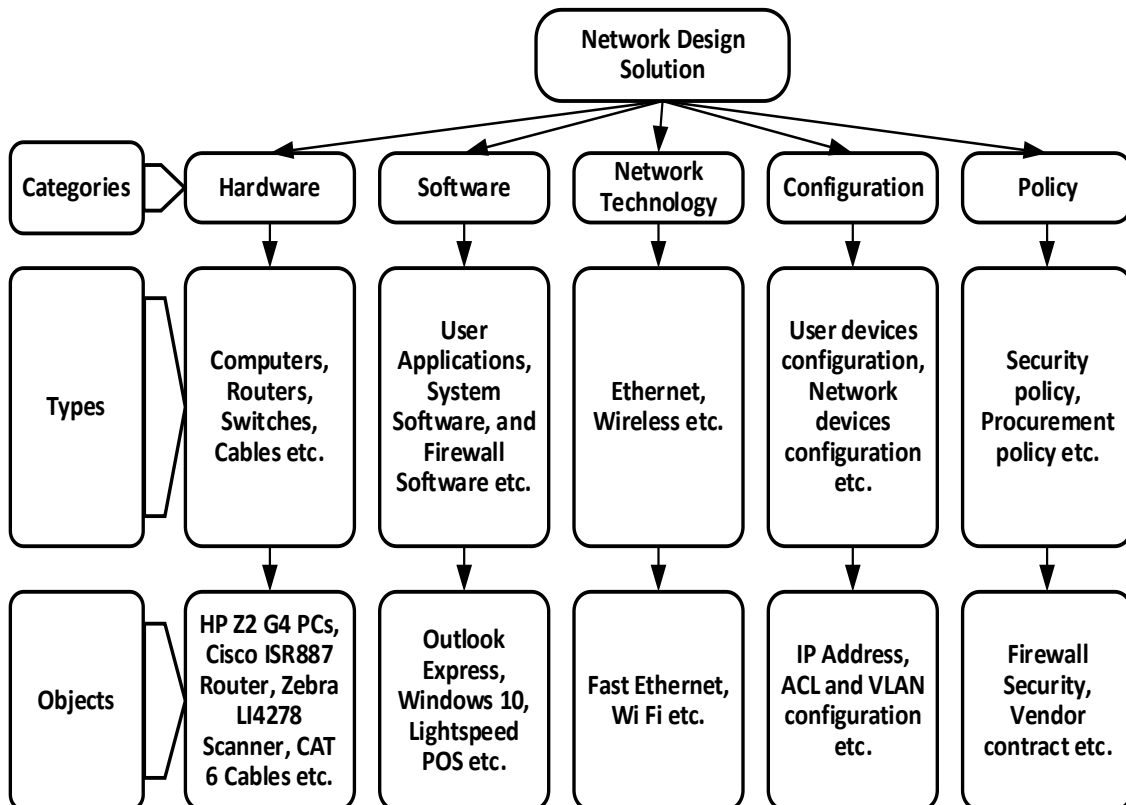 Network Design
Solution
Categories
Hardware
Software
Network
Technology
Configuration
Policy
Types
Computers,
Routers,
Switches,
Cables etc.
User
Applications,
System
Software, and
Firewall
Software etc.
Ethernet,
Wireless etc.
User devices
configuration,
Network
devices
configuration
etc.
Security
policy,
Procurement
policy etc.
Objects
HP Z2 G4 PCs,
Cisco ISR887
Router, Zebra
LI4278
Scanner, CAT
6 Cables etc.
Outlook
Express,
Windows 10,
Lightspeed
POS etc.
Fast Ethernet,
Wi Fi etc.
IP Address,
ACL and VLAN
configuration
etc.
Firewall
Security,
Vendor
contract etc.